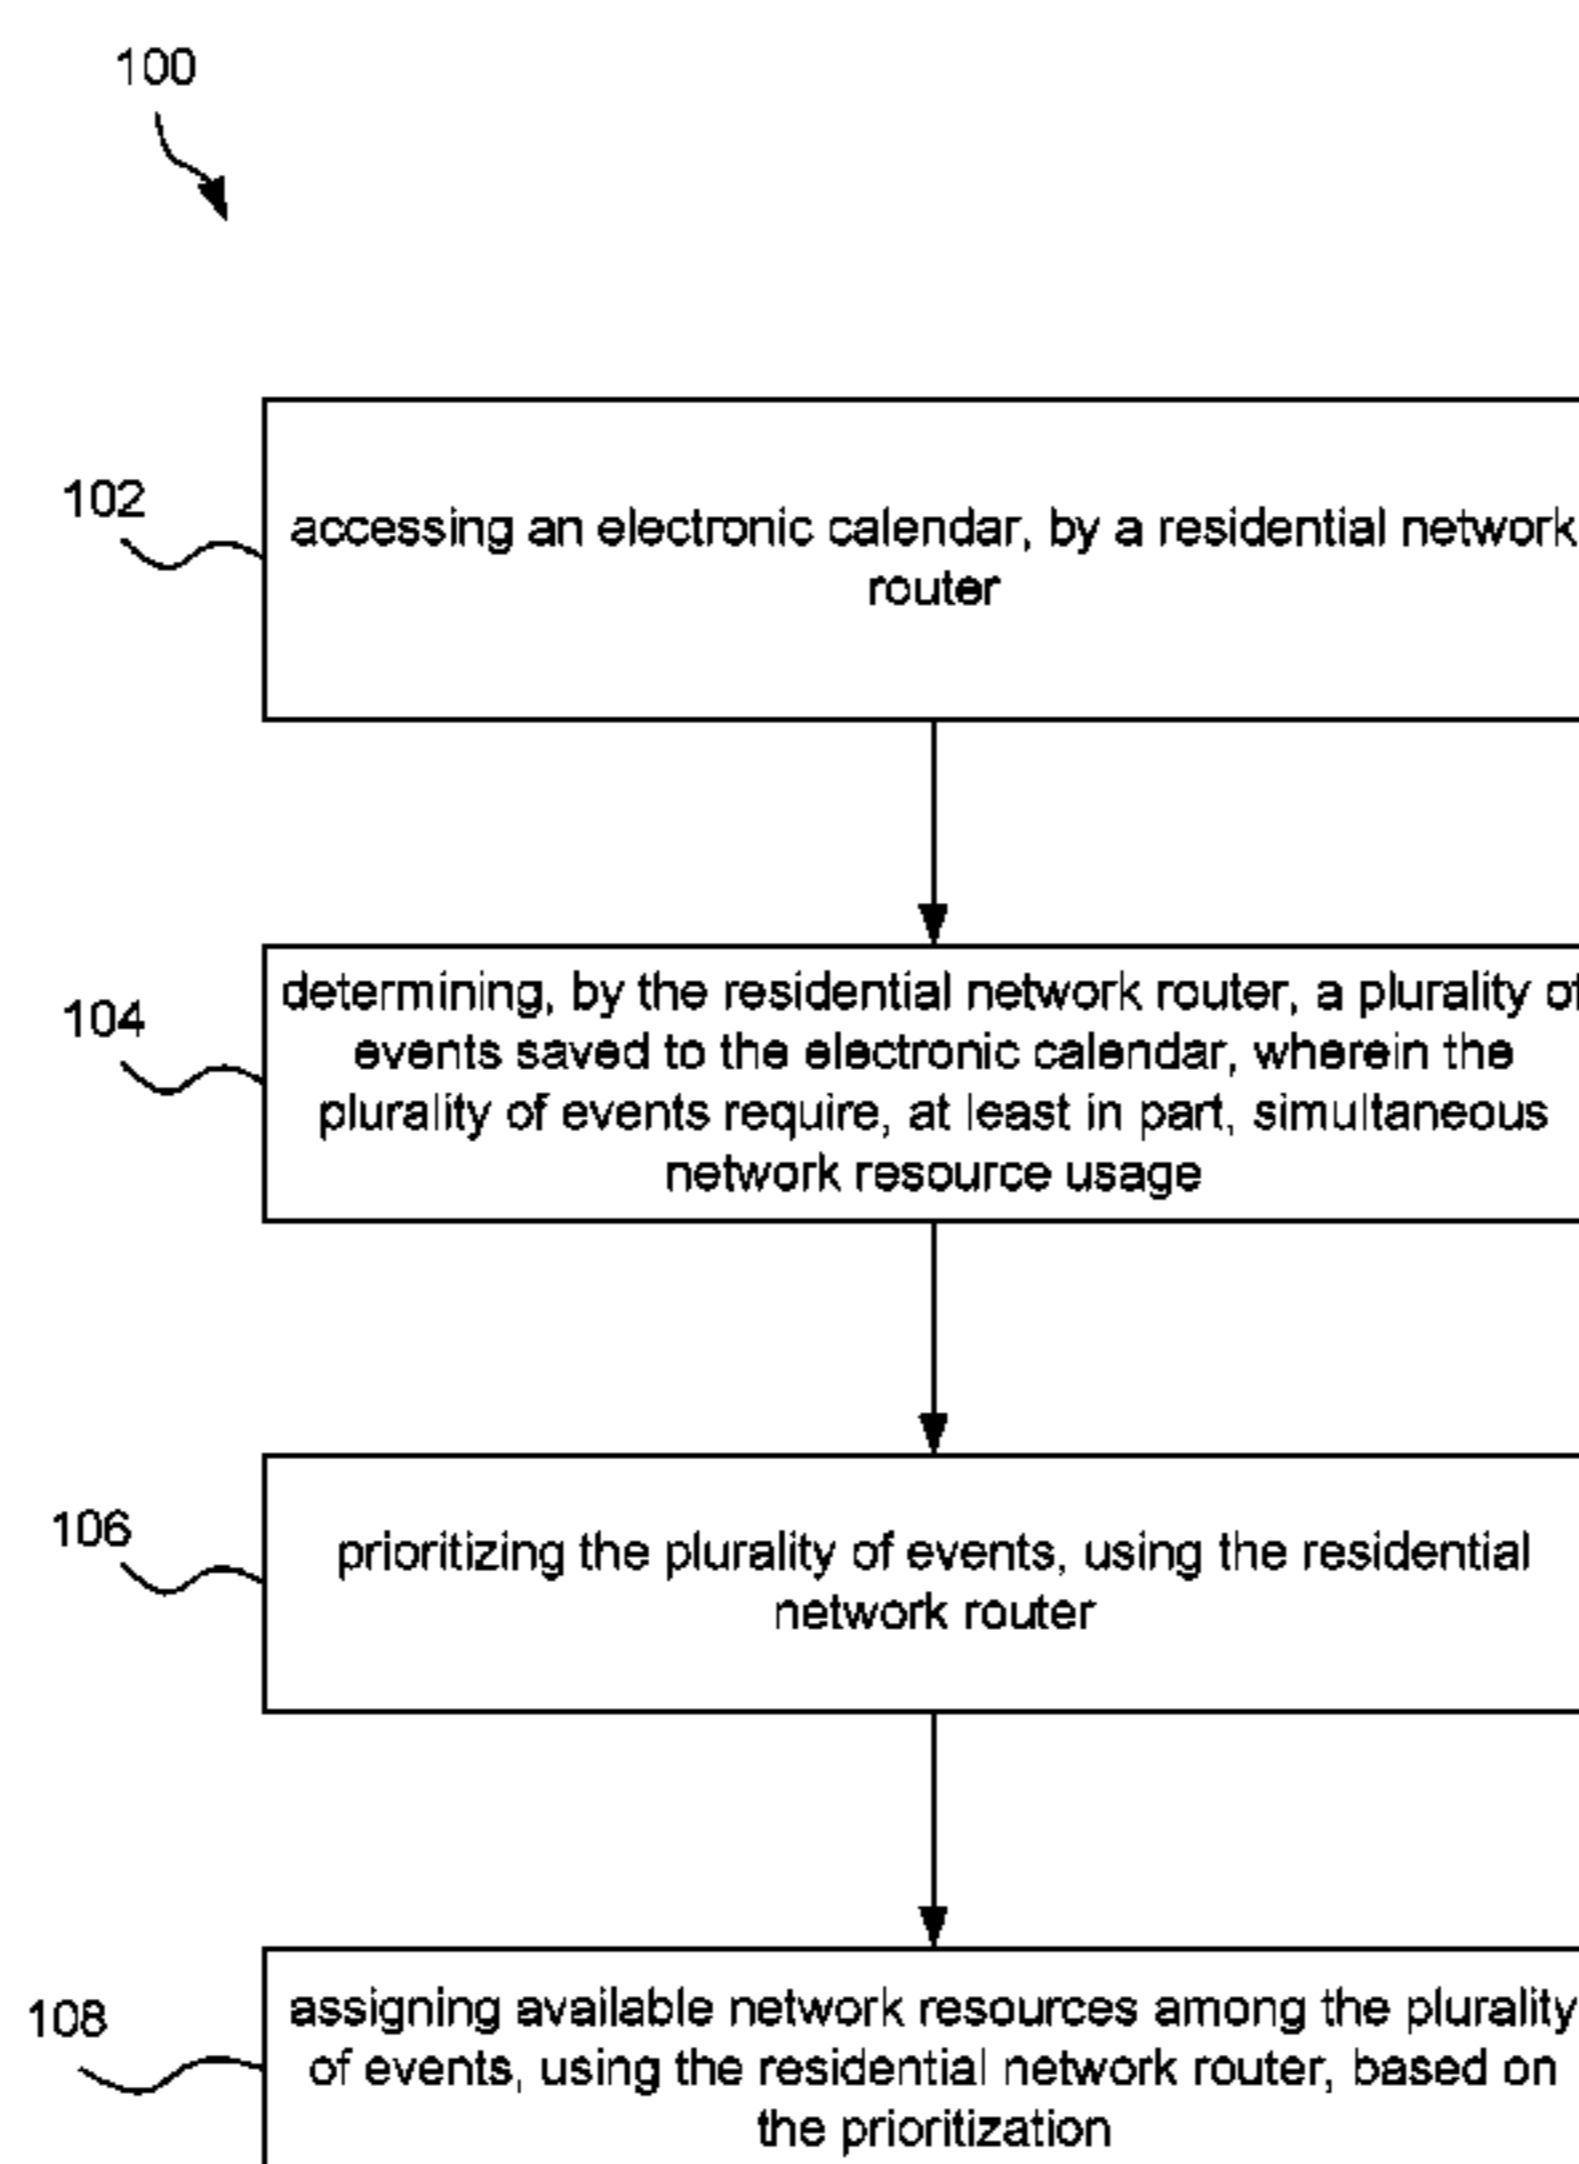 100
102
accessing an electronic calendar, by a residential network
router
104
determining, by the residential network router, a plurality of
events saved to the electronic calendar, wherein the
plurality of events require, at least in part, simultaneous
network resource usage
106
prioritizing the plurality of events, using the residential
network router
108
assigning available network resources among the plurality
of events, using the residential network router, based on
the prioritization